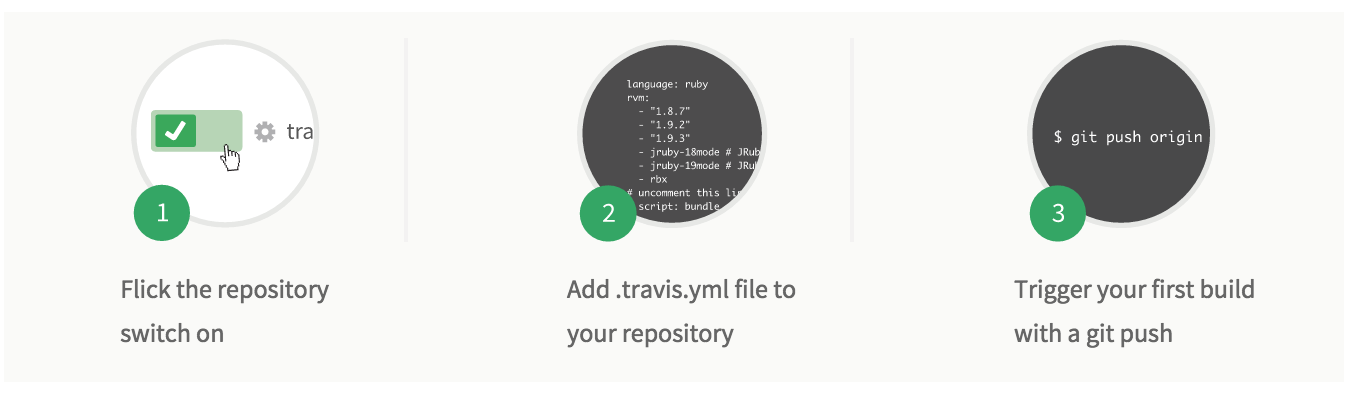 tra
1
Flick the repository
switch on
language: ruby
rvm:
- "1.8.7"
- "1.9.2"
- "1.9.3"
- jruby-18mode # JRub
- jruby-19mode # JRub
- rbx
# uncomment this lin
script: bundle
2
Add .travis.yml file to
your repository
$ git push origin
3
Trigger your first build
with a git push